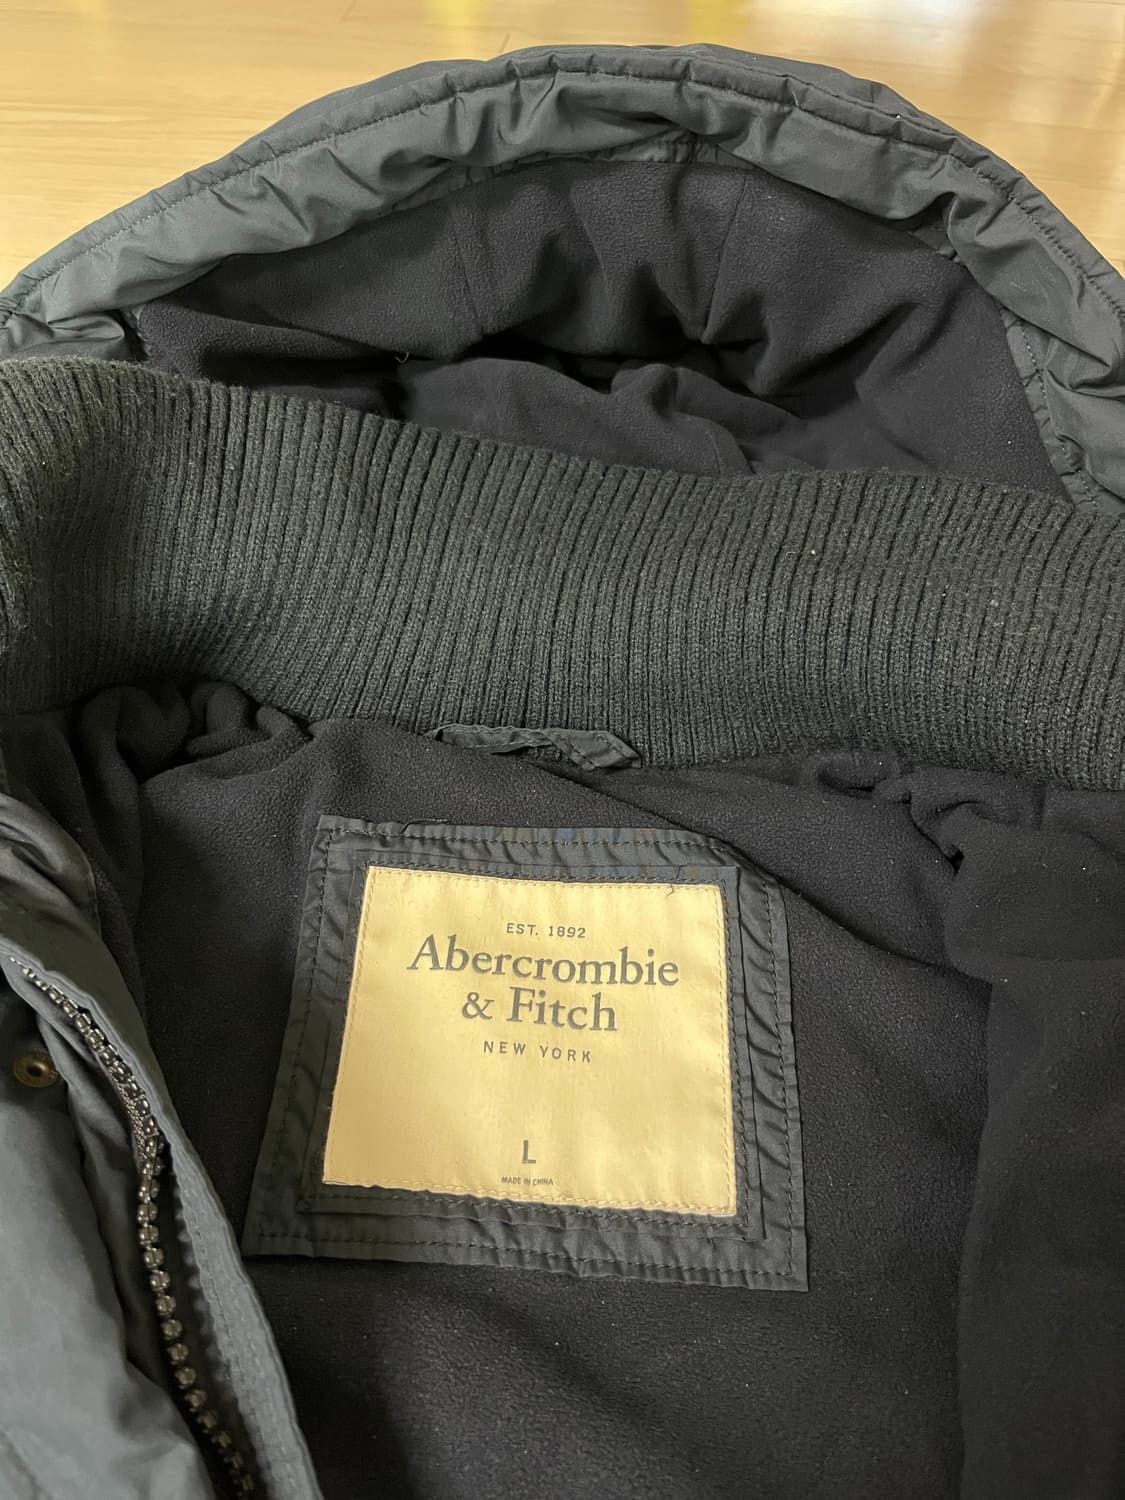 EST. 1892
Abercrombie
& Fitch
NEW YORK
L
MADE IN CHINA